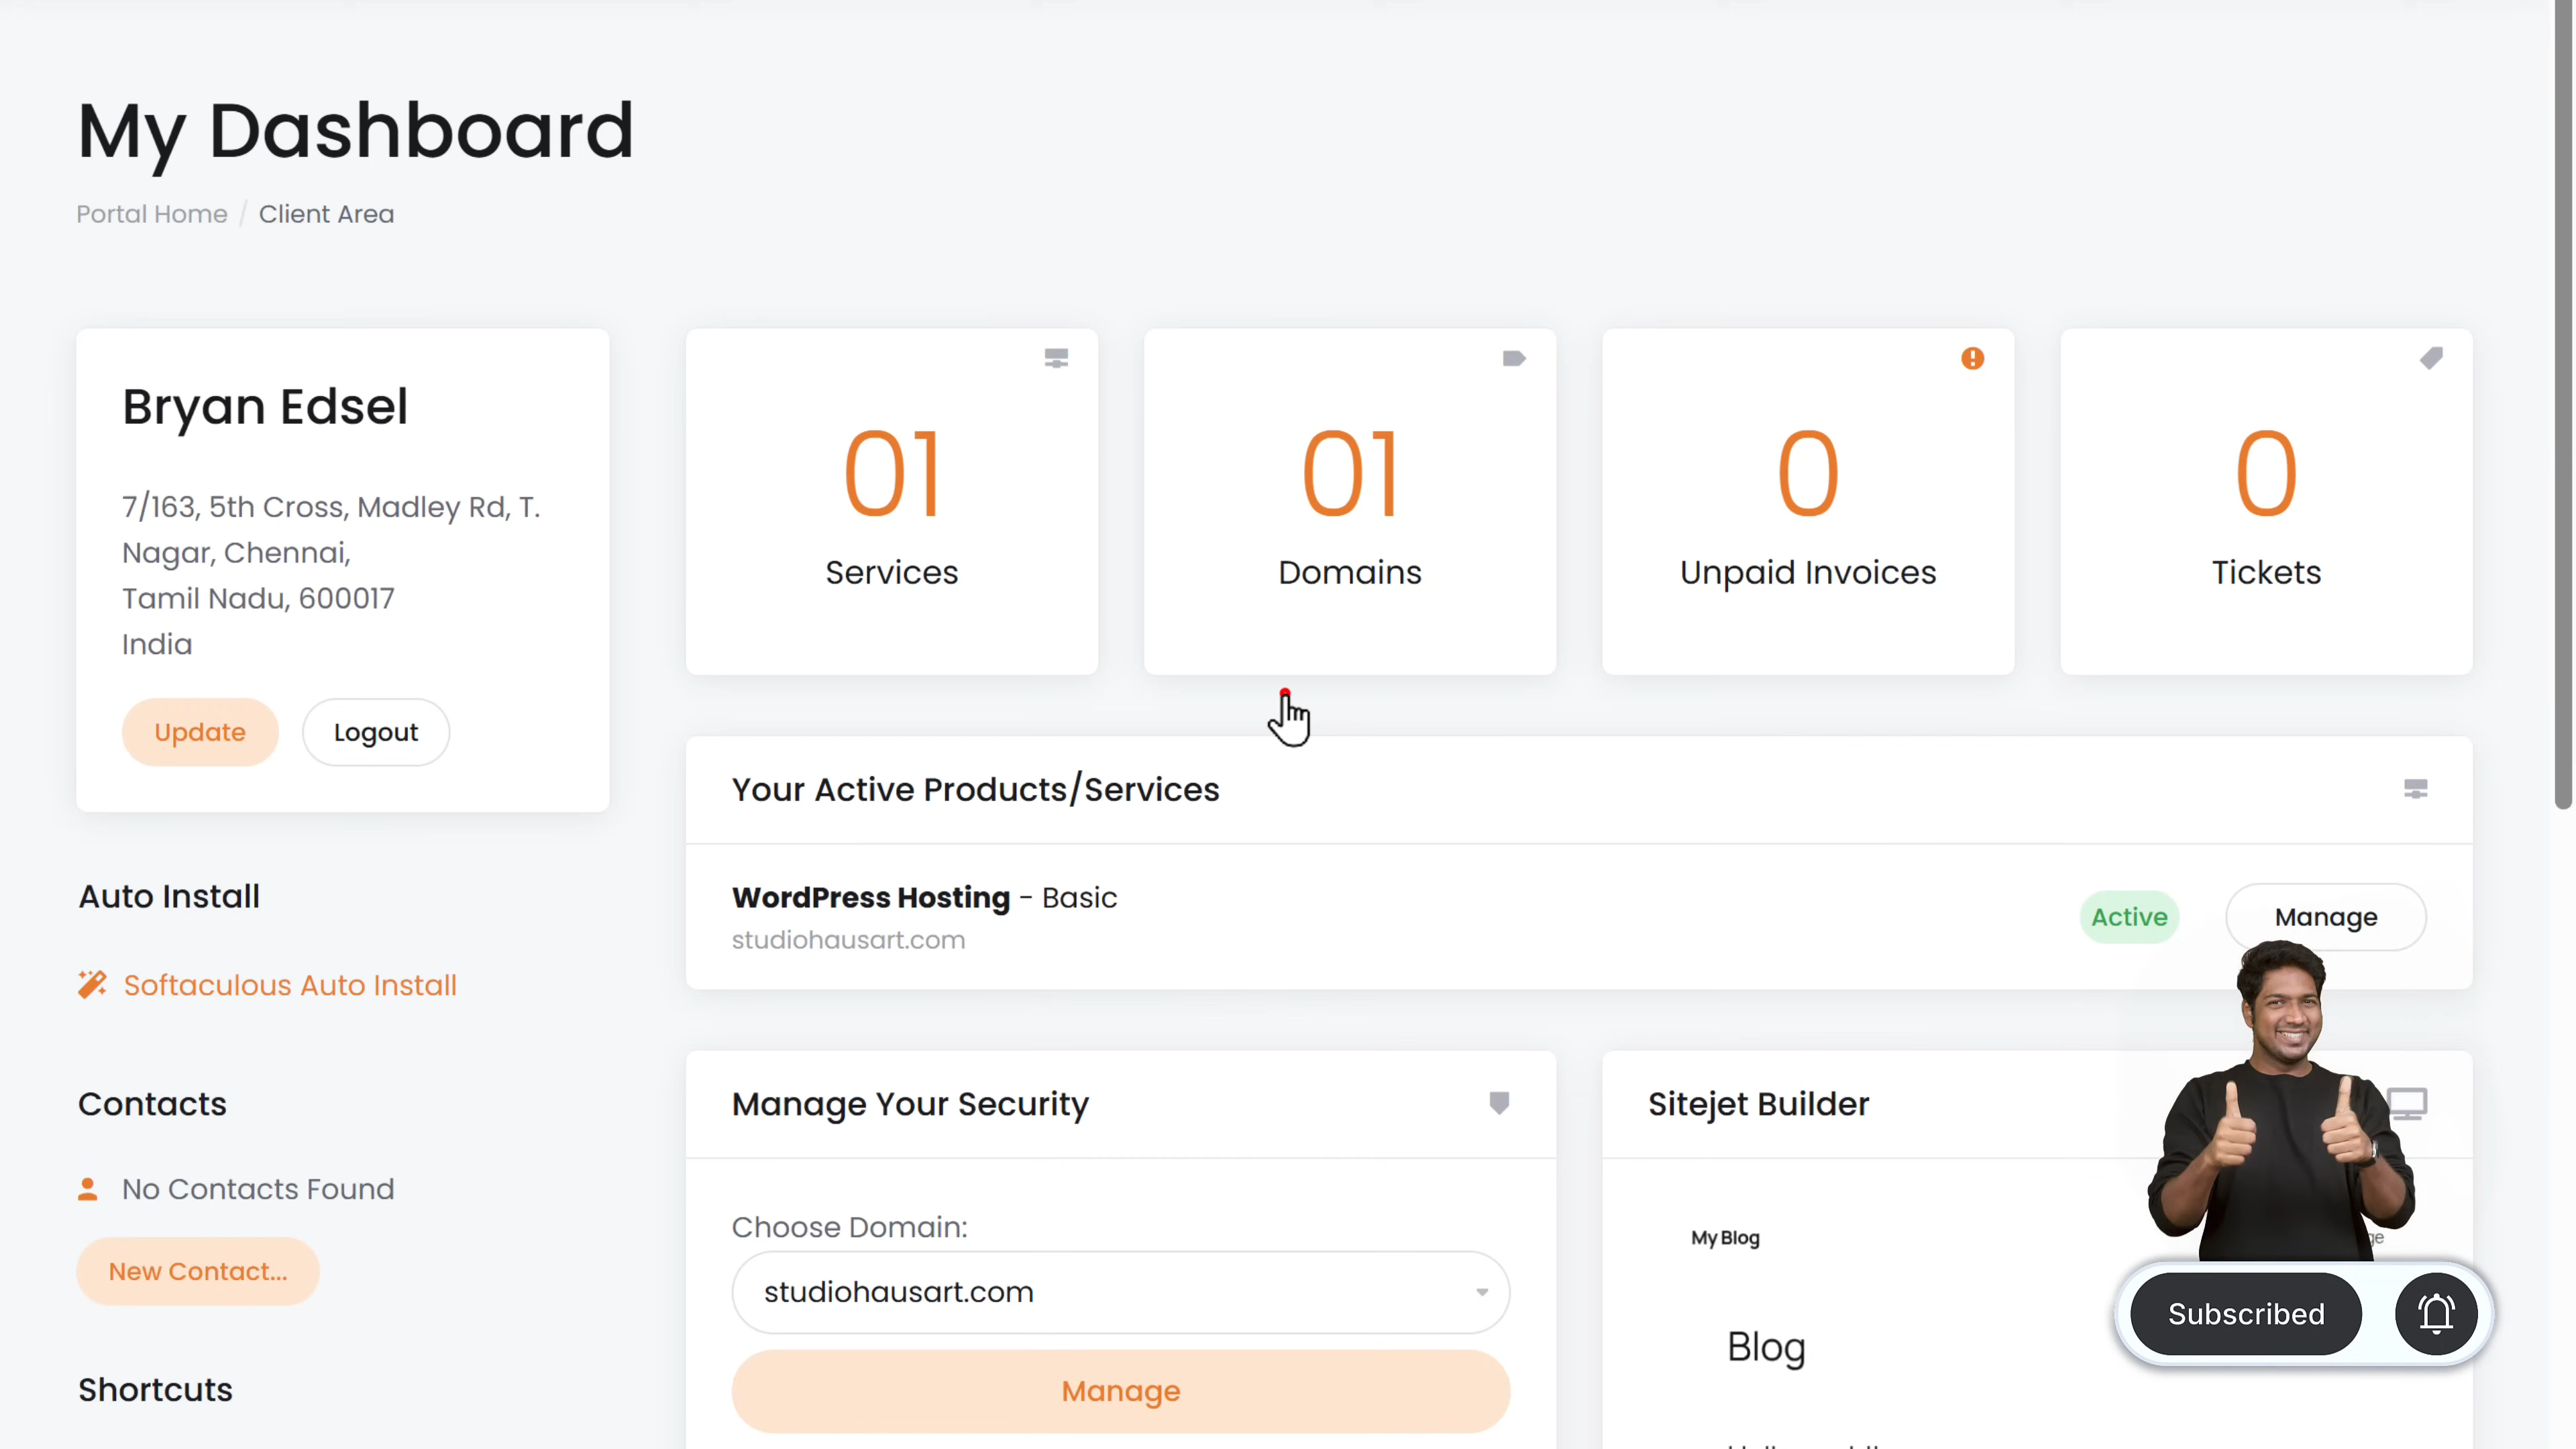 My Dashboard
Portal Home / Client Area
Bryan Edsel
7/163, 5th Cross, Madley Rd, T.
Nagar, Chennai,
Tamil Nadu, 600017
India
Update
Logout
01
Services
01
Domains
0
Unpaid Invoices
0
Tickets
Your Active Products/Services
WordPress Hosting - Basic
studiohausart.com
Active
Manage
Auto Install
Softaculous Auto Install
Contacts
No Contacts Found
New Contact...
Shortcuts
Manage Your Security
Choose Domain:
studiohausart.com
Manage
Sitejet Builder
My Blog
Blog
Subscribed